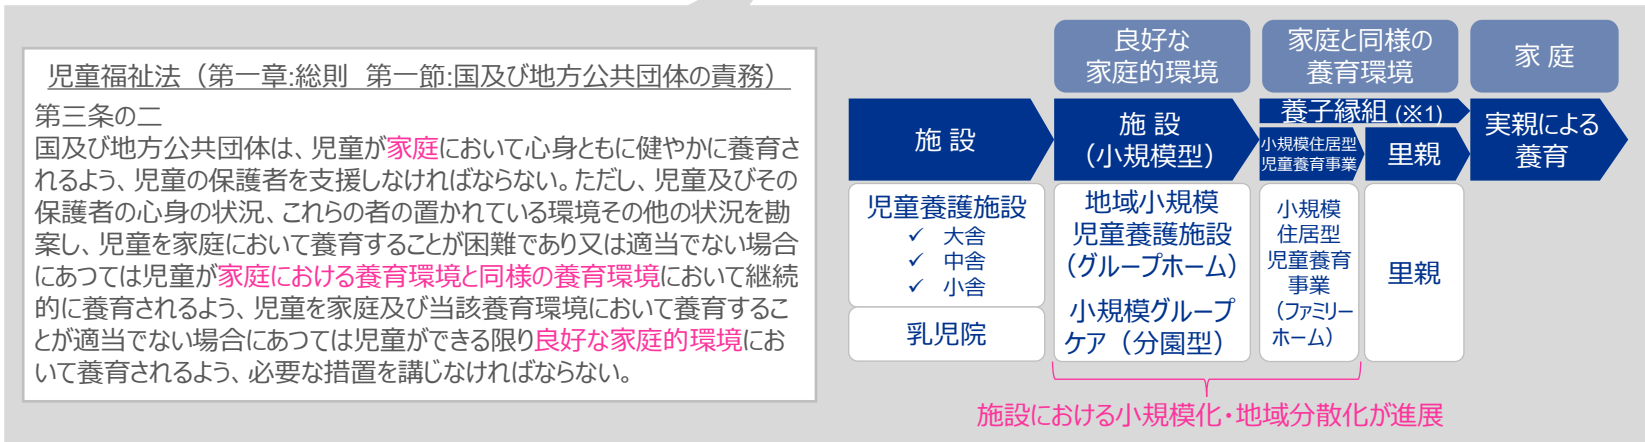 児童福祉法（第一章:総則　第一節:国及び地方公共団体の責務）
第三条の二
国及び地方公共団体は、児童が家庭において心身ともに健やかに養育さ
れるよう、児童の保護者を支援しなければならない。ただし、児童及びその
保護者の心身の状況、これらの者の置かれている環境その他の状況を勘
案し、児童を家庭において養育することが困難であり又は適当でない場合
にあつては児童が家庭における養育環境と同様の養育環境において継続
的に養育されるよう、児童を家庭及び当該養育環境において養育するこ
とが適当でない場合にあつては児童ができる限り良好な家庭的環境にお
いて養育されるよう、必要な措置を講じなければならない。
良好な
家庭的環境
家庭と同様の
養育環境
家 庭
施 設
施 設
（小規模型）
養子縁組 (※1)
小規模住居型
児童養育事業
里親
実親による
養育
児童養護施設
✓ 大舎
✓ 中舎
✓ 小舎
乳児院
地域小規模
児童養護施設
（グループホーム）
小規模グループ
ケア（分園型）
小規模
住居型
児童養育
事業
（ファミリー
ホーム）
里親
施設における小規模化・地域分散化が進展